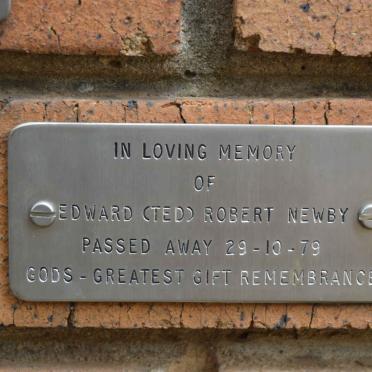 IN LOVING MEMORY
OF
EDWARD (TED) ROBERT NEWBY
PASSED AWAY 29-10-79
GODS - GREATEST GIFT REMEMBRANCE